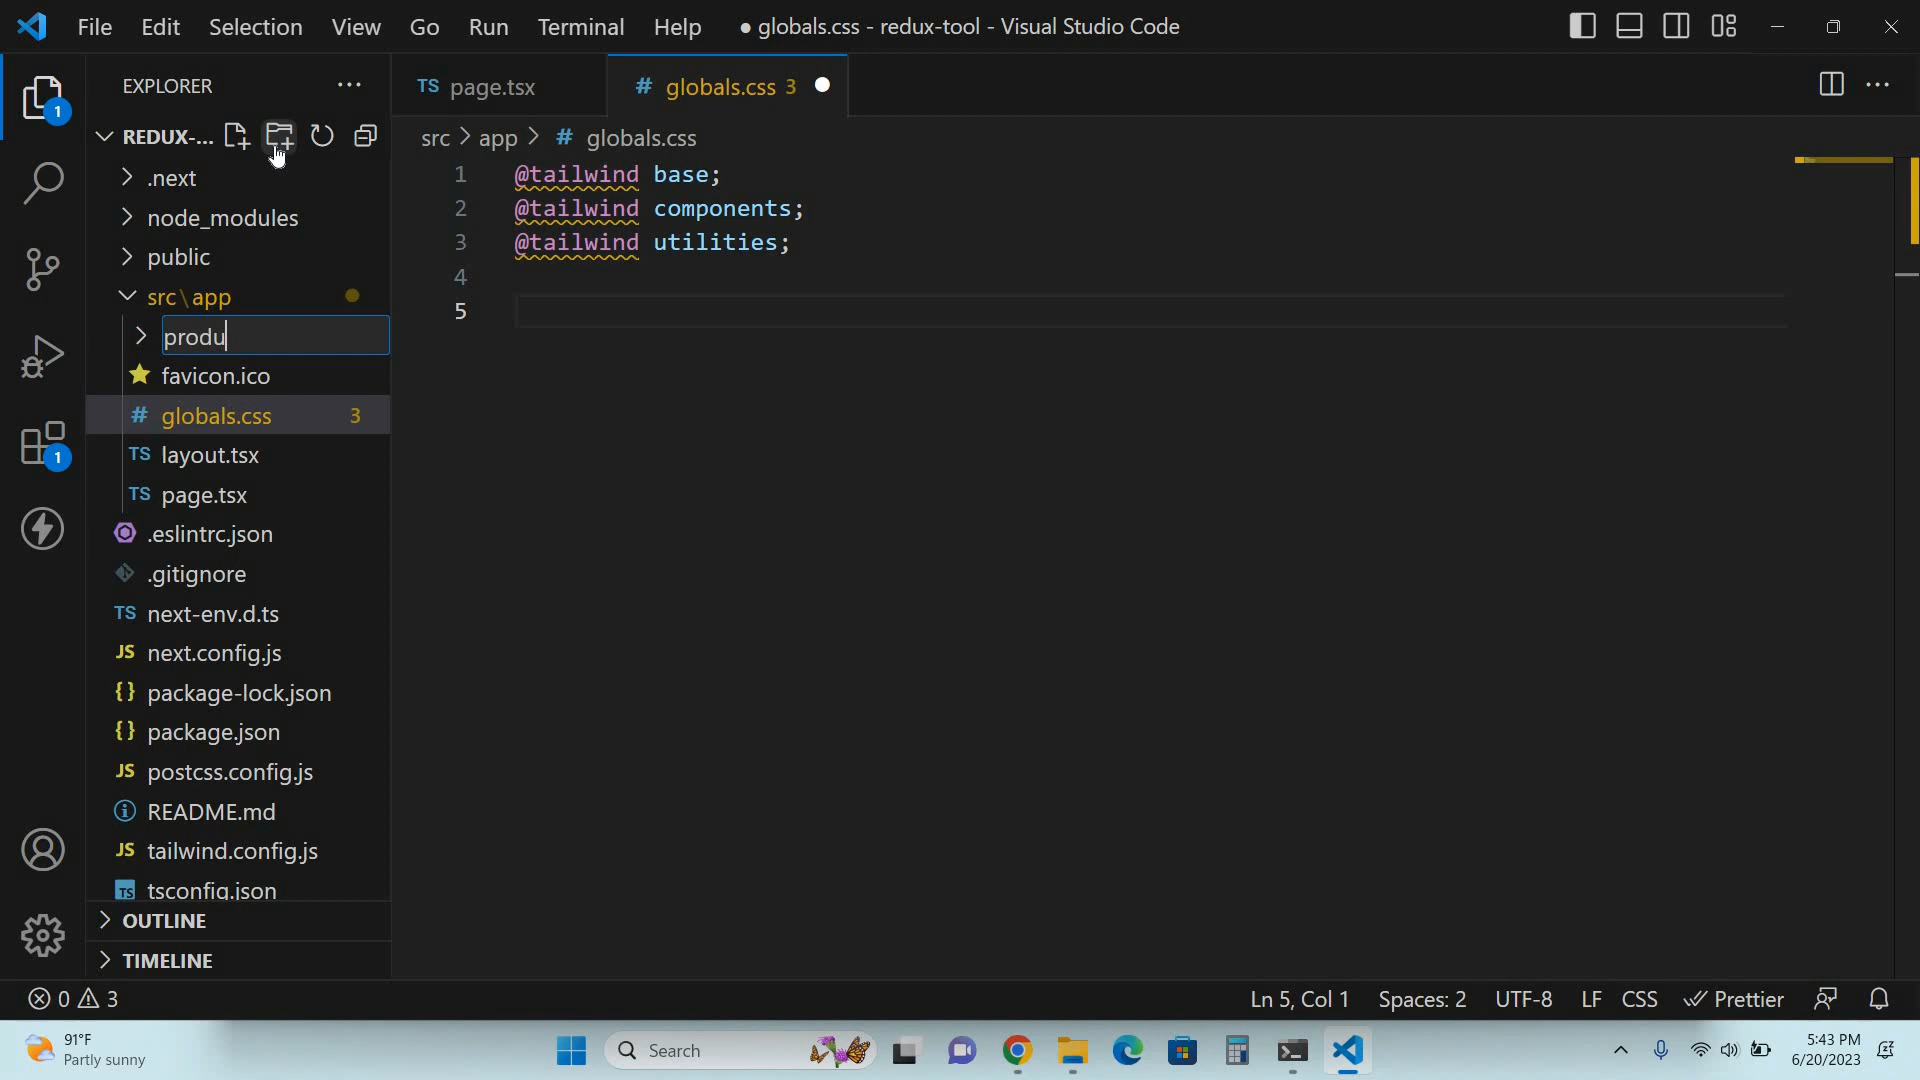 File Edit Selection View Go Run Terminal Help ● globals.css - redux-tool - Visual Studio Code
EXPLORER ···
TS page.tsx
# globals.css 3
REDUX-...
src > app > # globals.css
.next
node_modules
public
src\app
produ
favicon.ico
# globals.css 3
TS layout.tsx
TS page.tsx
.eslintrc.json
.gitignore
TS next-env.d.ts
JS next.config.js
{} package-lock.json
{} package.json
JS postcss.config.js
README.md
JS tailwind.config.js
TS tsconfig.json
OUTLINE
TIMELINE
1
1
1 @tailwind base;
2 @tailwind components;
3 @tailwind utilities;
4
5
0 3
Ln 5, Col 1 Spaces: 2 UTF-8 LF CSS Prettier
91°F
Partly sunny
Search
5:43 PM
6/20/2023